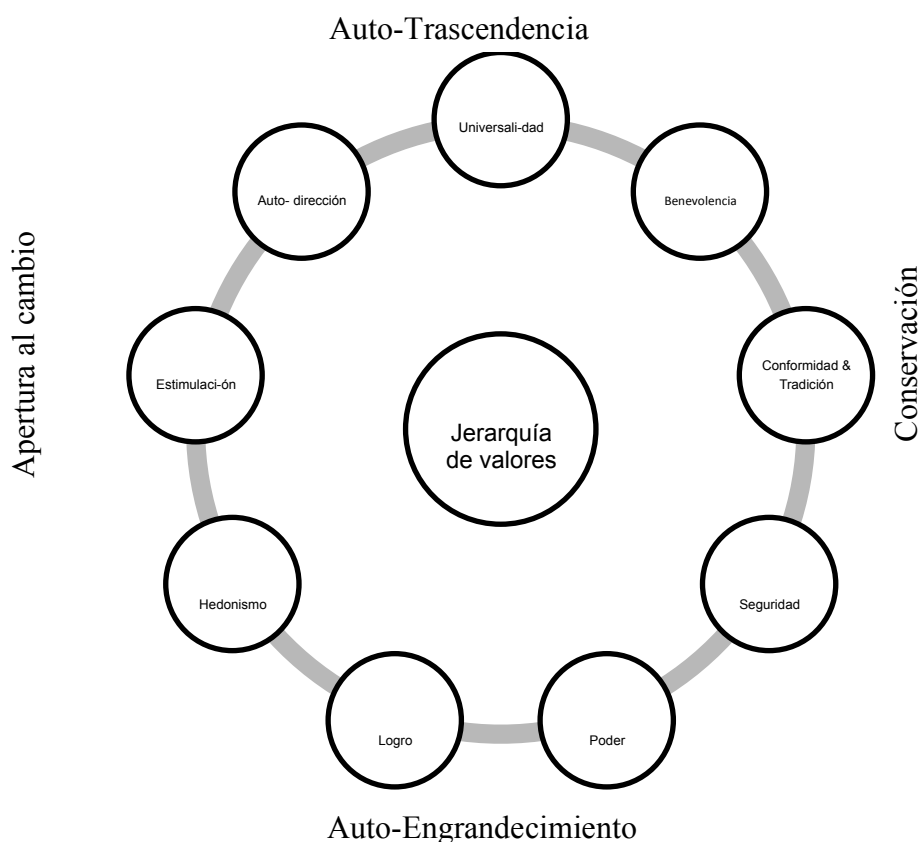 Auto-Trascendencia
Universali-dad
Auto- dirección
Benevolencia
Apertura al cambio
Estimulaci-ón
Conformidad &
Tradición
Conservación
Jerarquía
de valores
Hedonismo
Seguridad
Logro
Poder
Auto-Engrandecimiento